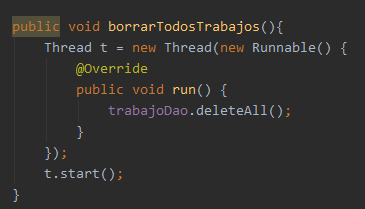 public void borrarTodosTrabajos(){
    Thread t = new Thread(new Runnable() {
        @Override
        public void run() {
            trabajoDao.deleteAll();
        }
    });
    t.start();
}